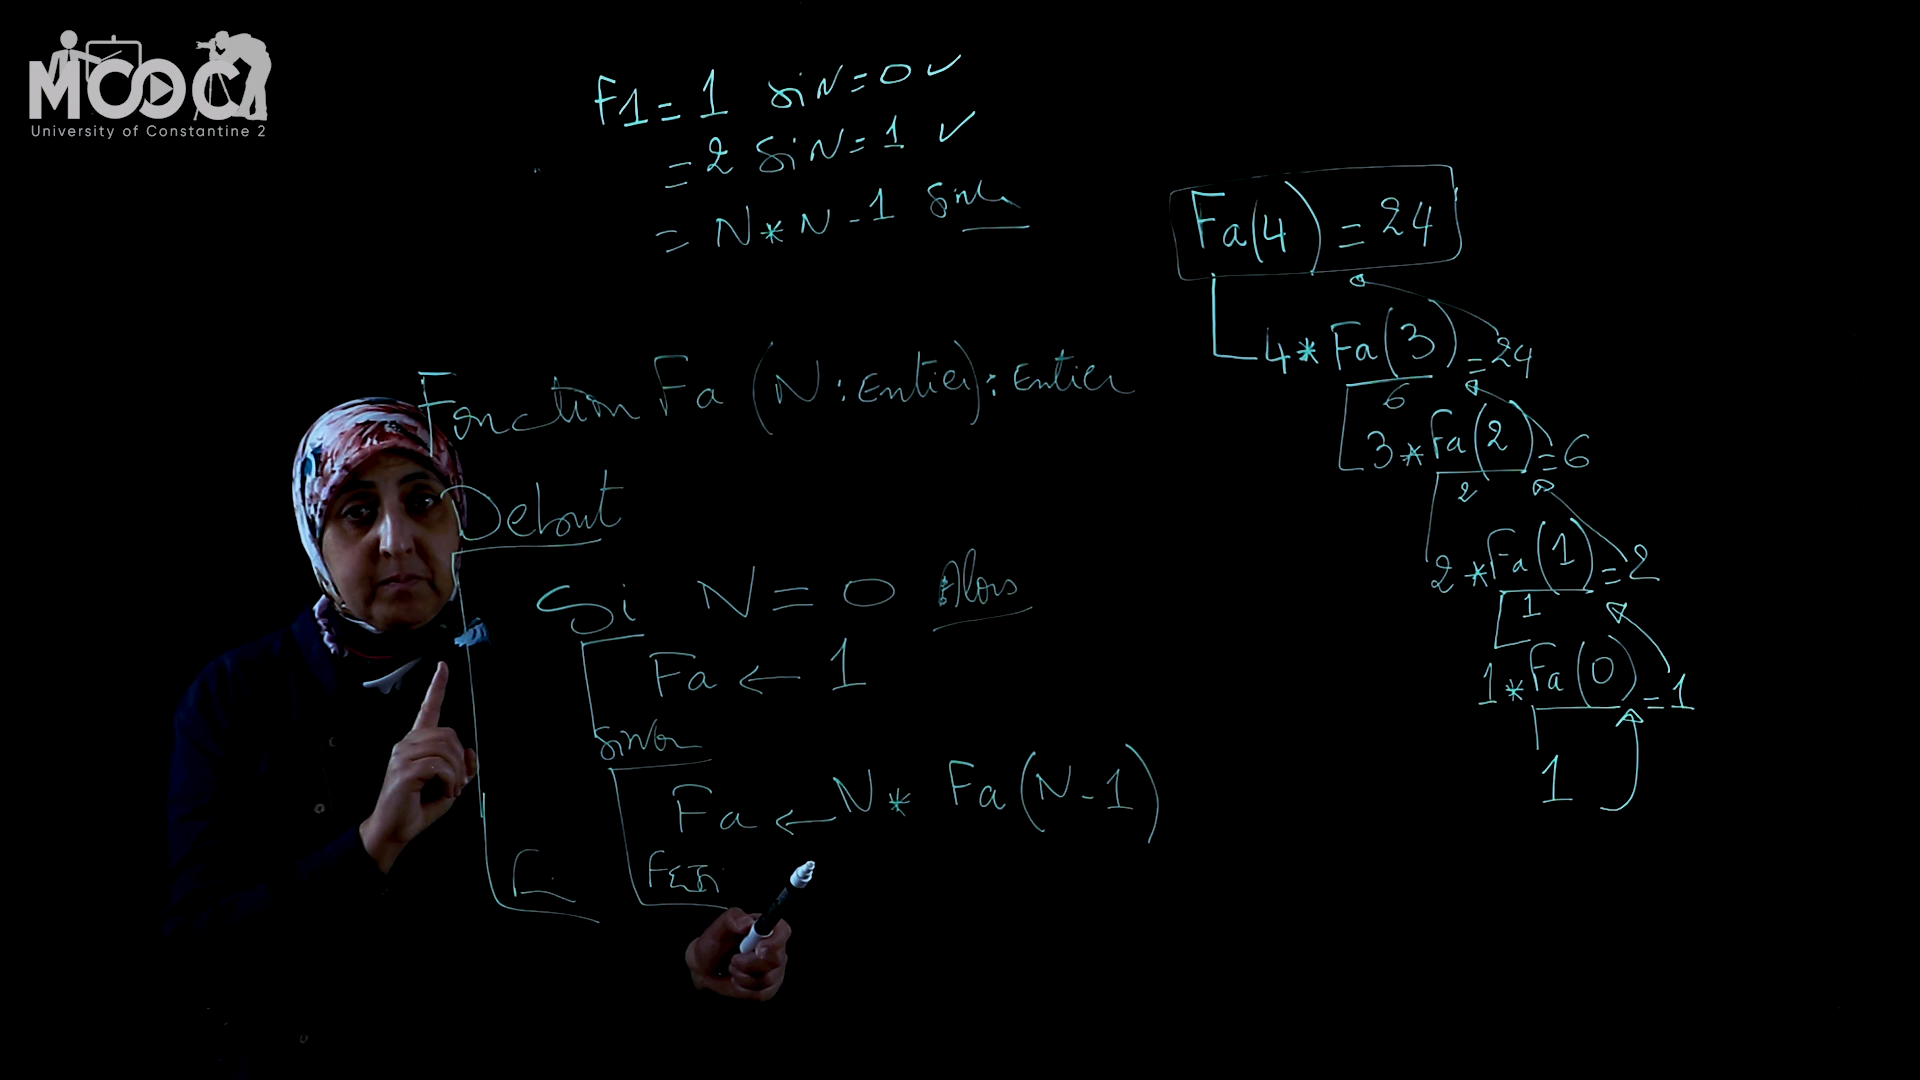 MOOC
University of Constantine 2
F1 = 1 si N = 0 ✓
= 2 si N = 1 ✓
= N * N - 1
Fonction Fa (N : Entier) : Entier
Debut
Si N = 0 Alors
Fa ← 1
Sinon
Fa ← N * Fa(N-1)
FSi
Fin
Fa(4) = 24
4 * Fa(3) = 24
6
3 * Fa(2) = 6
2
2 * Fa(1) = 2
1
1 * Fa(0) = 1
1